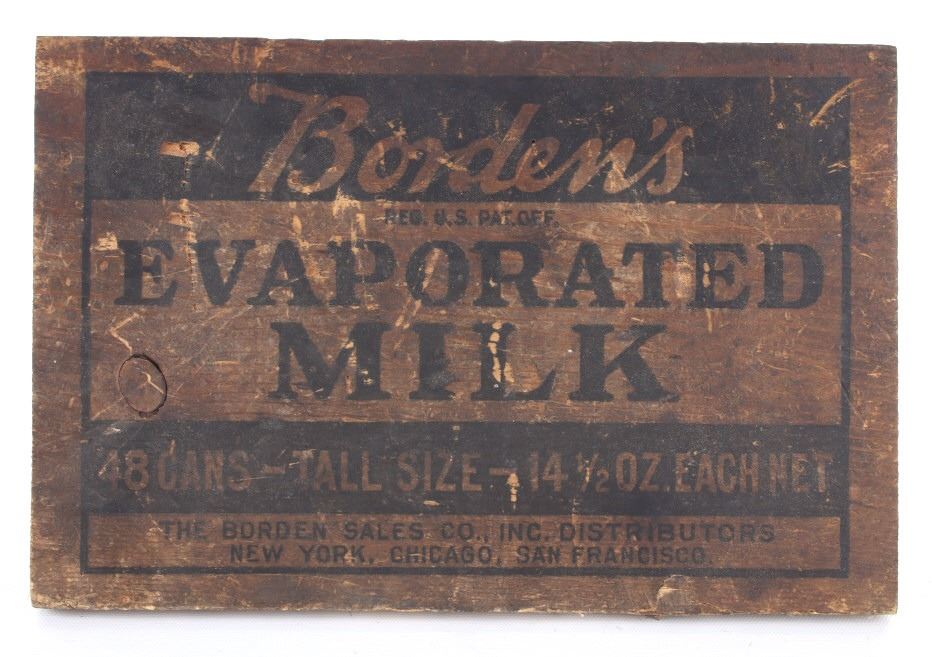 Borden's
REG. U.S. PAT. OFF.
EVAPORATED
MILK
48 CANS – TALL SIZE – 14 ½ OZ. EACH NET
THE BORDEN SALES CO., INC. DISTRIBUTORS
NEW YORK, CHICAGO, SAN FRANCISCO.